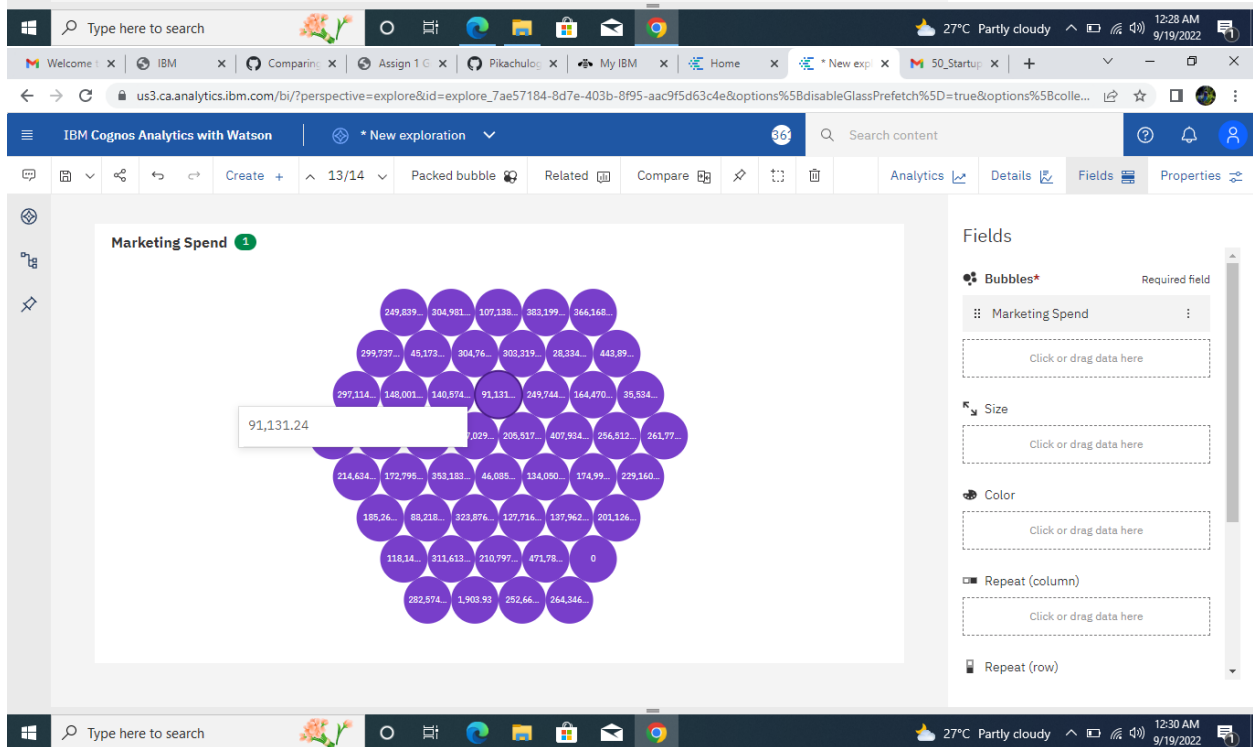 Type here to search
27°C Partly cloudy
12:28 AM
9/19/2022
Welcome t
IBM
Comparing
Assign 1 G
Pikachulog
My IBM
Home
* New expl
50_Startup
us3.ca.analytics.ibm.com/bi/?perspective=explore&id=explore_7ae57184-8d7e-403b-8f95-aac9f5d63c4e&options%5BdisableGlassPrefetch%5D=true&options%5Bcolle...
IBM Cognos Analytics with Watson
* New exploration
Search content
Create +
13/14
Packed bubble
Related
Compare
Analytics
Details
Fields
Properties
Marketing Spend 1
249,839... 304,981... 107,138... 383,199... 366,168...
299,737... 45,173... 304,76... 303,319... 28,334... 443,89...
297,114... 148,001... 140,574... 91,131... 249,744... 164,470... 35,534...
91,131.24
205,517... 407,934... 256,512... 261,77...
214,634... 172,795... 353,183... 46,085... 134,050... 174,99... 229,160...
185,26... 88,218... 323,876... 127,716... 137,962... 201,126...
118,14... 311,613... 210,797... 471,78... 0
282,574... 1,903.93 252,66... 264,346...
Fields
Bubbles* Required field
Marketing Spend
Click or drag data here
Size
Click or drag data here
Color
Click or drag data here
Repeat (column)
Click or drag data here
Repeat (row)
Type here to search
27°C Partly cloudy
12:30 AM
9/19/2022